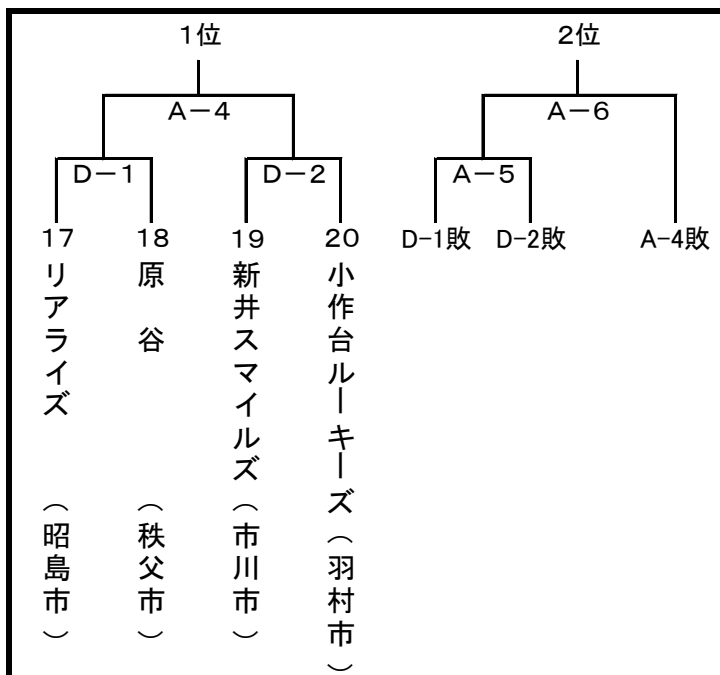 1位
2位
A－4
A－6
D－1
D－2
A－5
17
18
19
20
D-1敗
D-2敗
A-4敗
リアライズ（昭島市）
原　谷（秩父市）
新井スマイルズ（市川市）
小作台ルーキーズ（羽村市）